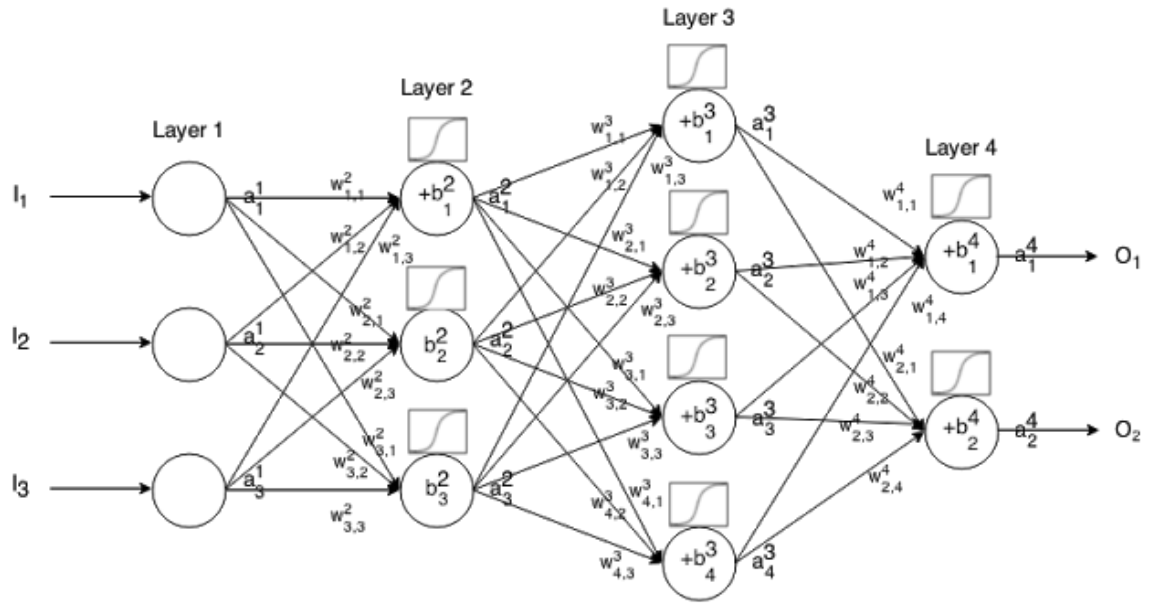 Layer 3
Layer 2
Layer 1
Layer 4
I₁
I₂
I₃
a¹₁
a¹₂
a¹₃
w²₁,₁
w²₁,₂
w²₁,₃
w²₂,₁
w²₂,₂
w²₂,₃
w²₃,₁
w²₃,₂
w²₃,₃
+b²₁
b²₂
b²₃
a²₁
a²₂
a²₃
w³₁,₁
w³₁,₂
w³₁,₃
w³₂,₁
w³₂,₂
w³₂,₃
w³₃,₁
w³₃,₂
w³₃,₃
w³₄,₁
w³₄,₂
w³₄,₃
+b³₁
+b³₂
+b³₃
+b³₄
a³₁
a³₂
a³₃
a³₄
w⁴₁,₁
w⁴₁,₂
w⁴₁,₃
w⁴₁,₄
w⁴₂,₁
w⁴₂,₂
w⁴₂,₃
w⁴₂,₄
+b⁴₁
+b⁴₂
a⁴₁
a⁴₂
O₁
O₂